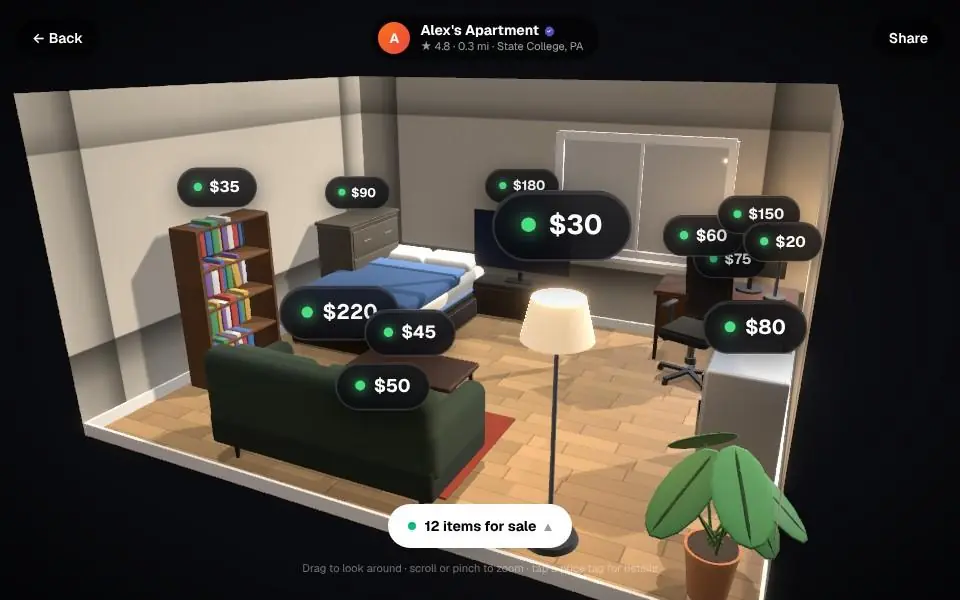 ← Back
A
Alex's Apartment
★ 4.8 · 0.3 mi · State College, PA
Share
$35
$90
$180
$30
$150
$60
$20
$75
$220
$45
$80
$50
12 items for sale ▲
Drag to look around · scroll or pinch to zoom · tap a price tag for details